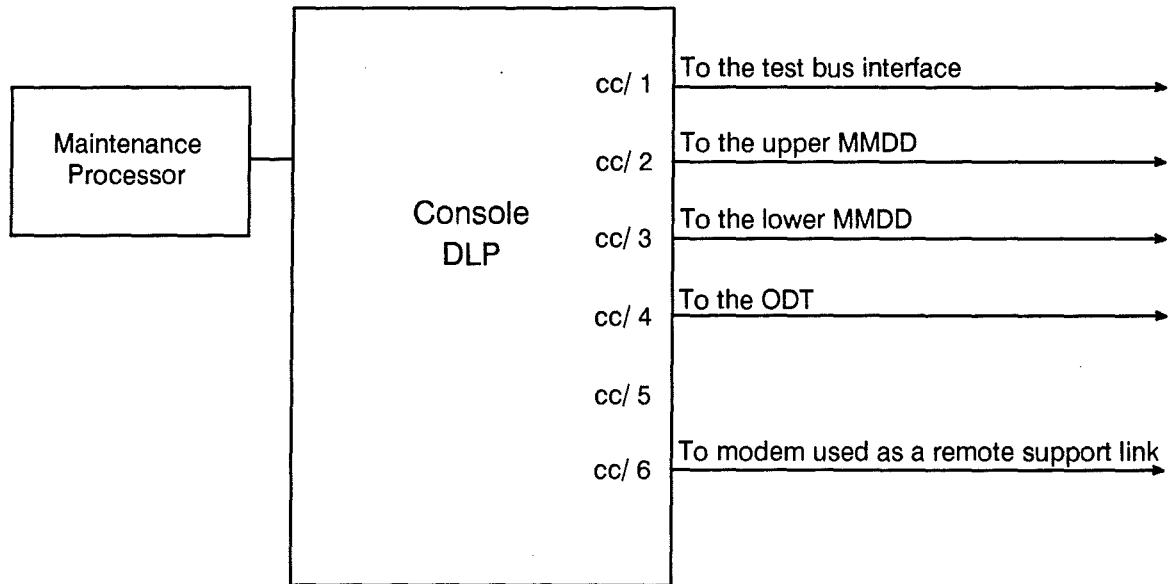 Maintenance
Processor
Console
DLP
cc/ 1
To the test bus interface
cc/ 2
To the upper MMDD
cc/ 3
To the lower MMDD
cc/ 4
To the ODT
cc/ 5
cc/ 6
To modem used as a remote support link